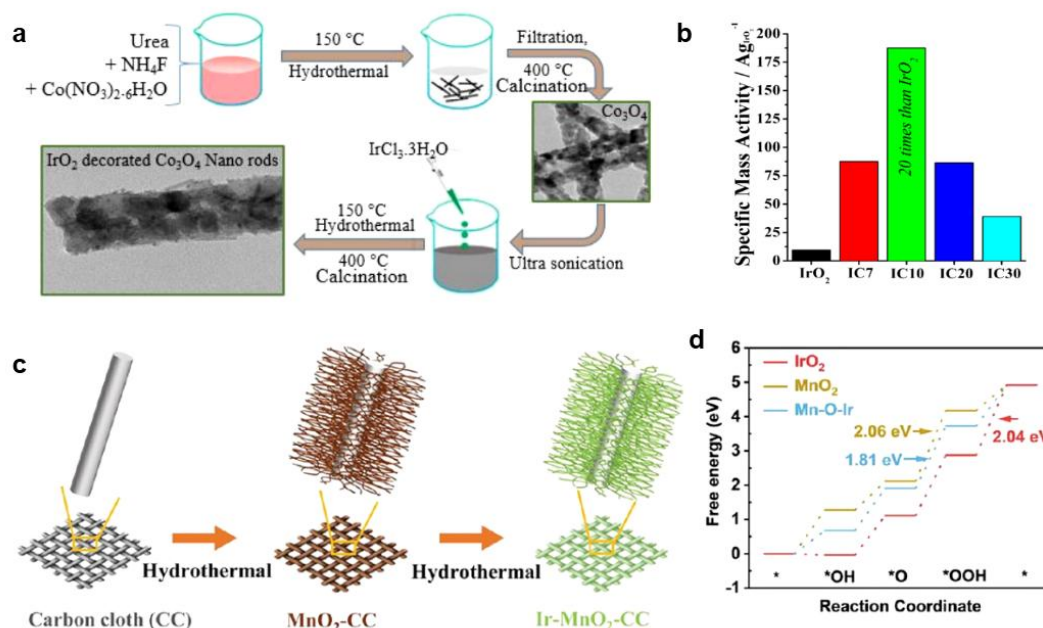 a
Urea
+ NH₄F
+ Co(NO₃)₂·₆H₂O
150 °C
Hydrothermal
Filtration,
400 °C
Calcination
Co₃O₄
IrO₂ decorated Co₃O₄ Nano rods
IrCl₃.3H₂O
150 °C
Hydrothermal
400 °C
Calcination
Ultra sonication
b
Specific Mass Activity / Ag
200
175
150
125
100
75
50
25
0
20 times than IrO₂
IrO₂ IC7 IC10 IC20 IC30
c
Hydrothermal
Hydrothermal
Carbon cloth (CC)
MnO₂-CC
Ir-MnO₂-CC
d
Free energy (eV)
6
5
4
3
2
1
0
-1
IrO₂
MnO₂
Mn-O-Ir
2.06 eV
1.81 eV
2.04 eV
* *OH *O *OOH *
Reaction Coordinate